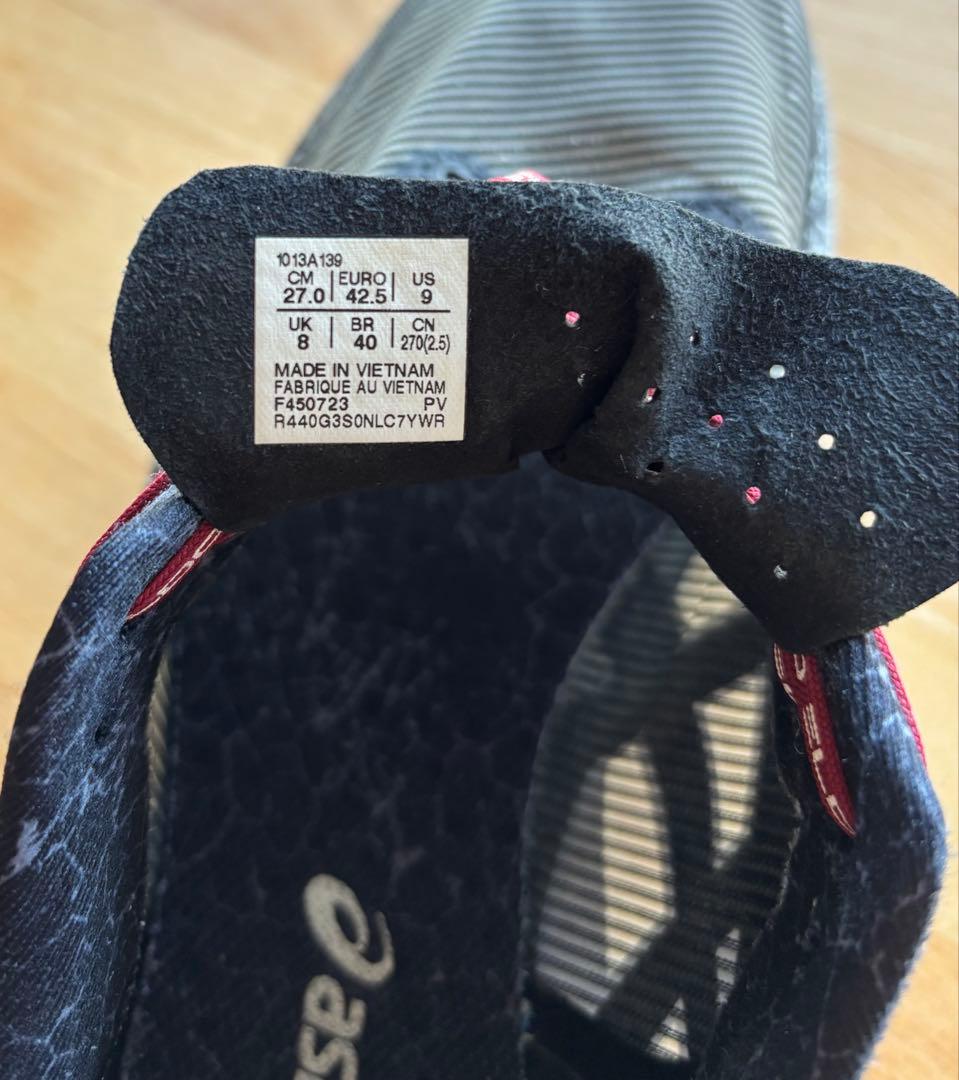 1013A139
CM EURO US
27.0 42.5 9
UK BR CN
8 40 270(2.5)
MADE IN VIETNAM
FABRIQUE AU VIETNAM
F450723 PV
R440G3S0NLC7YWR
asi